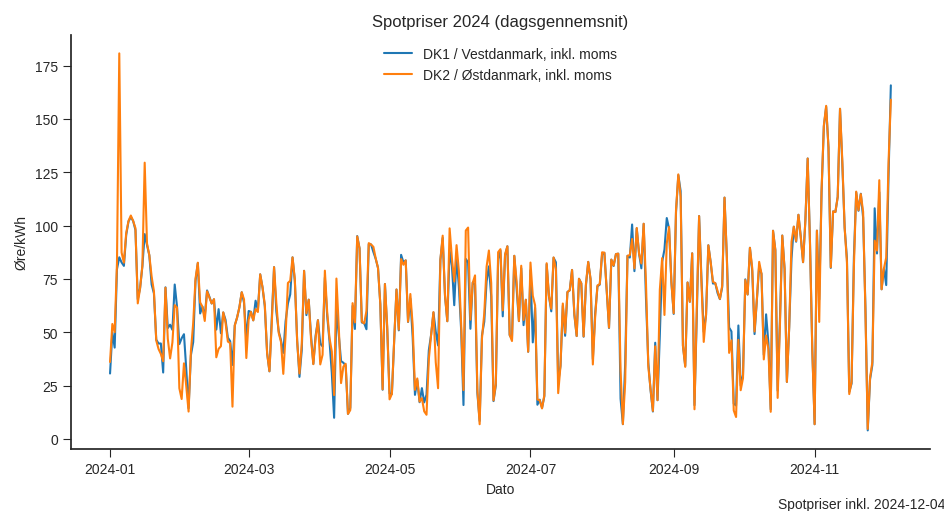 Spotpriser 2024 (dagsgennemsnit)
DK1 / Vestdanmark, inkl. moms
DK2 / Østdanmark, inkl. moms
Øre/kWh
175
150
125
100
75
50
25
0
2024-01
2024-03
2024-05
2024-07
2024-09
2024-11
Dato
Spotpriser inkl. 2024-12-04